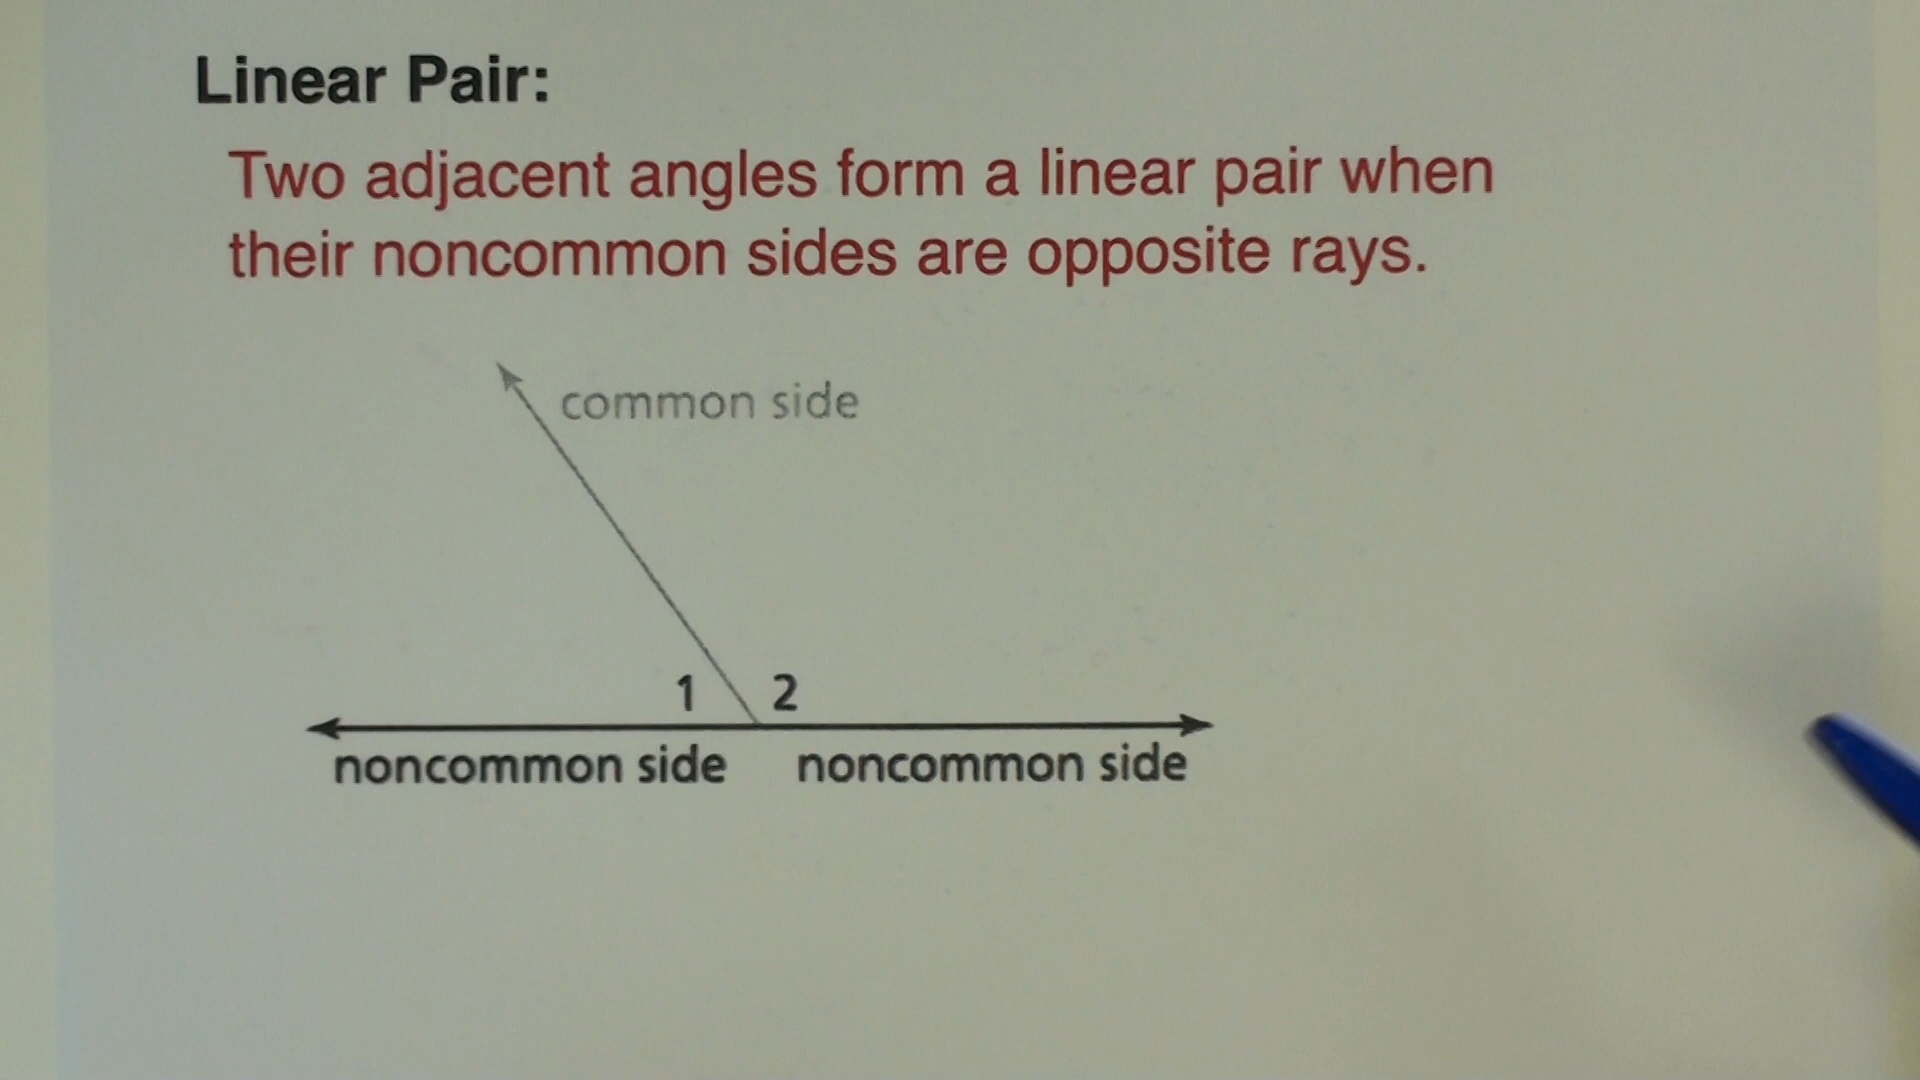 Linear Pair:
Two adjacent angles form a linear pair when
their noncommon sides are opposite rays.
common side
1 2
noncommon side noncommon side